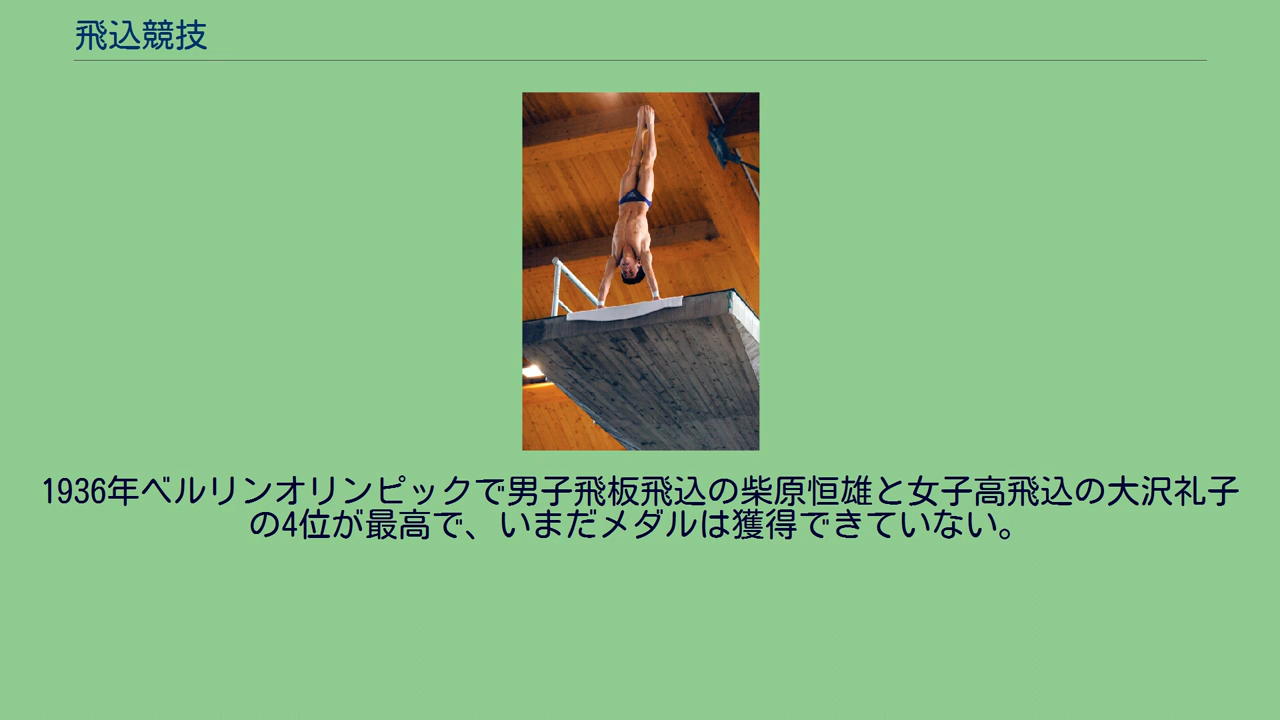 飛込競技
1936年ベルリンオリンピックで男子飛板飛込の柴原恒雄と女子高飛込の大沢礼子
の4位が最高で、いまだメダルは獲得できていない。